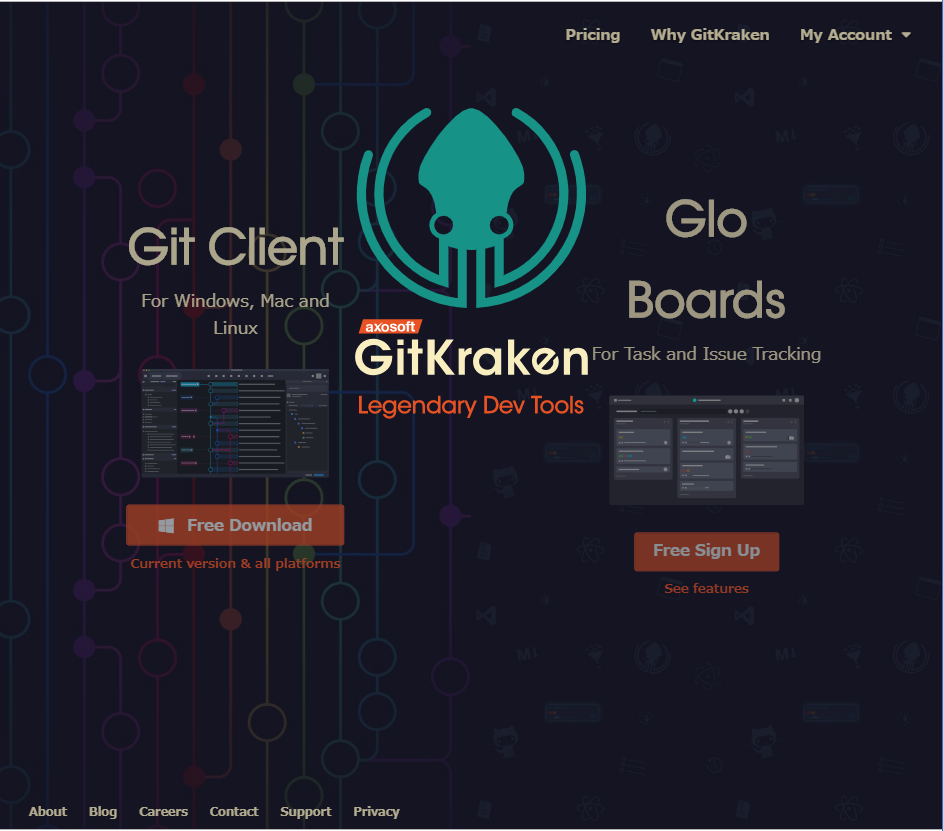 Pricing
Why GitKraken
My Account
Git Client
For Windows, Mac and
Linux
Free Download
Current version & all platforms
axosoft
GitKraken
Legendary Dev Tools
Glo
Boards
For Task and Issue Tracking
Free Sign Up
See features
About
Blog
Careers
Contact
Support
Privacy